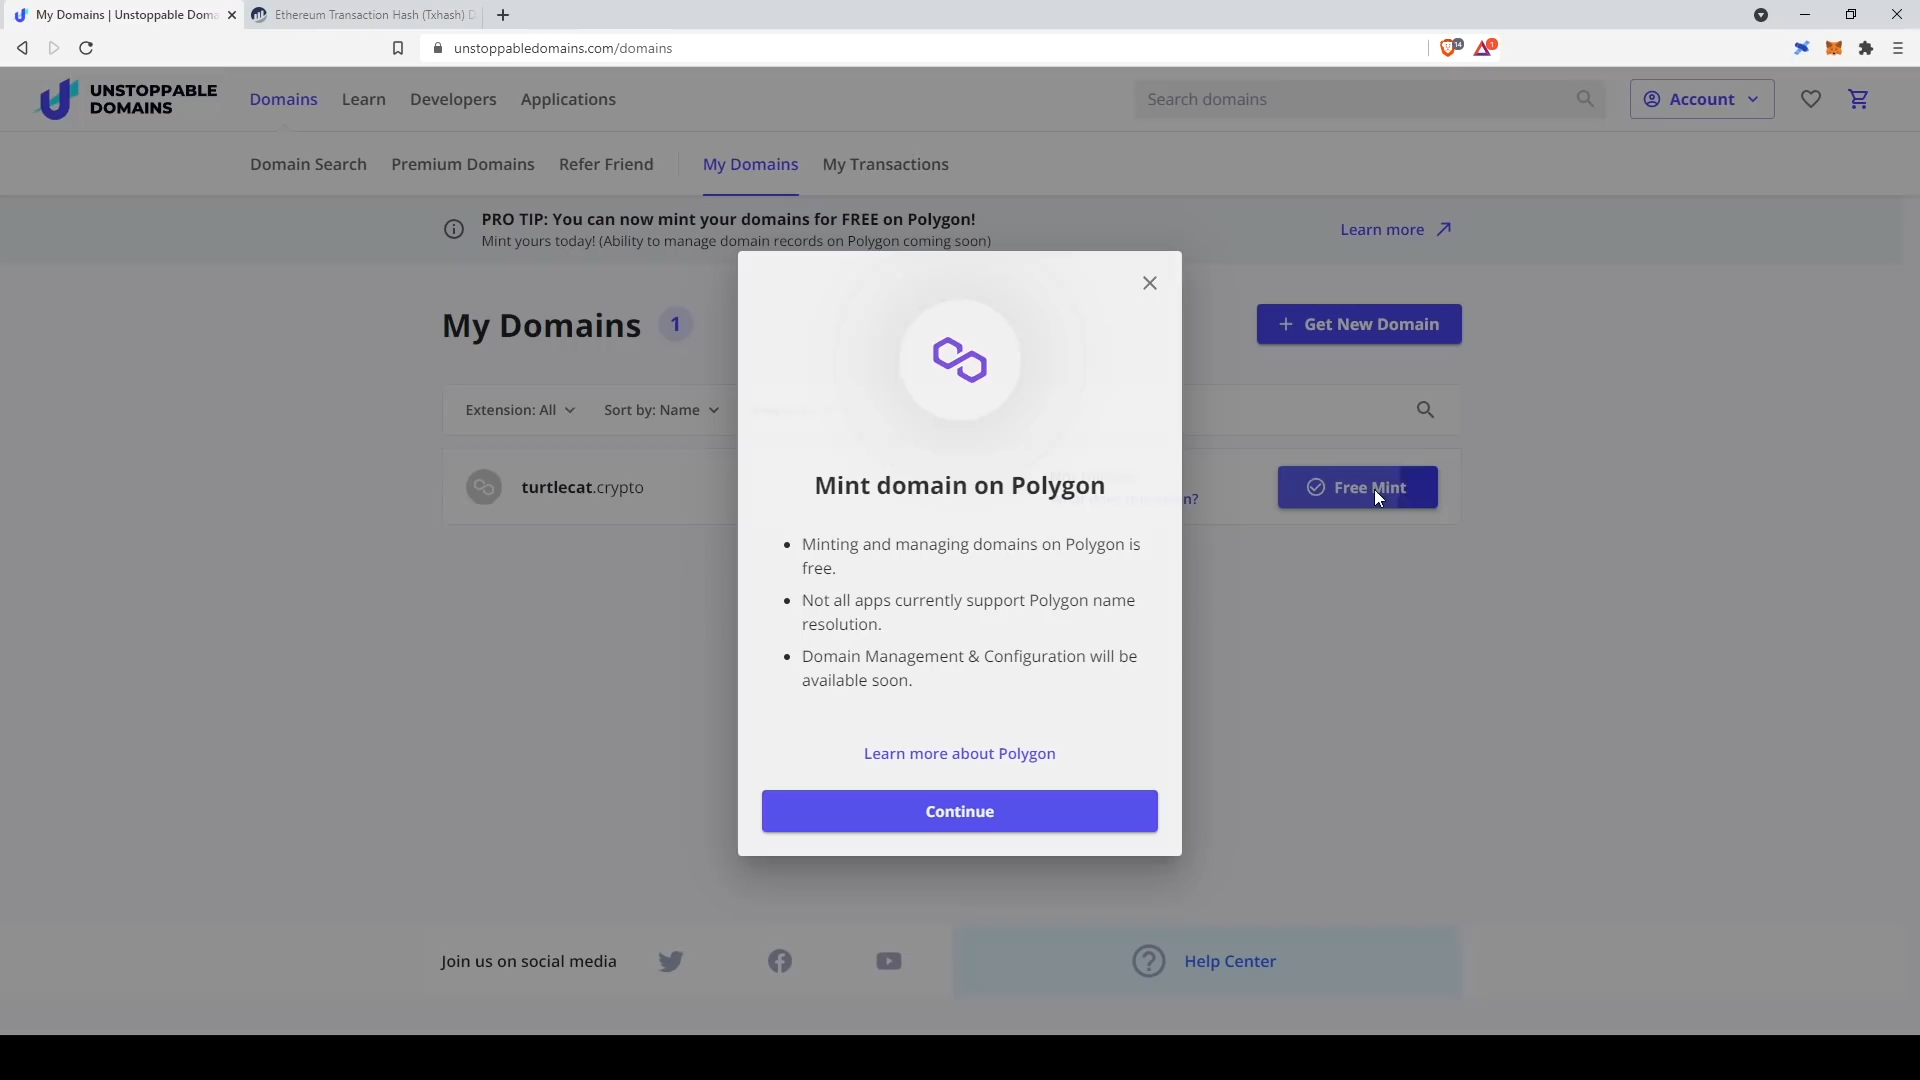 My Domains | Unstoppable Doma
Ethereum Transaction Hash (Txhash) D
unstoppabledomains.com/domains
14
1
UNSTOPPABLE
DOMAINS
Domains
Learn
Developers
Applications
Search domains
Account
Domain Search
Premium Domains
Refer Friend
My Domains
My Transactions
PRO TIP: You can now mint your domains for FREE on Polygon!
Mint yours today! (Ability to manage domain records on Polygon coming soon)
Learn more
My Domains 1
Get New Domain
Extension: All
Sort by: Name
turtlecat.crypto
n?
Free Mint
Mint domain on Polygon
• Minting and managing domains on Polygon is
free.
• Not all apps currently support Polygon name
resolution.
• Domain Management & Configuration will be
available soon.
Learn more about Polygon
Continue
Join us on social media
Help Center